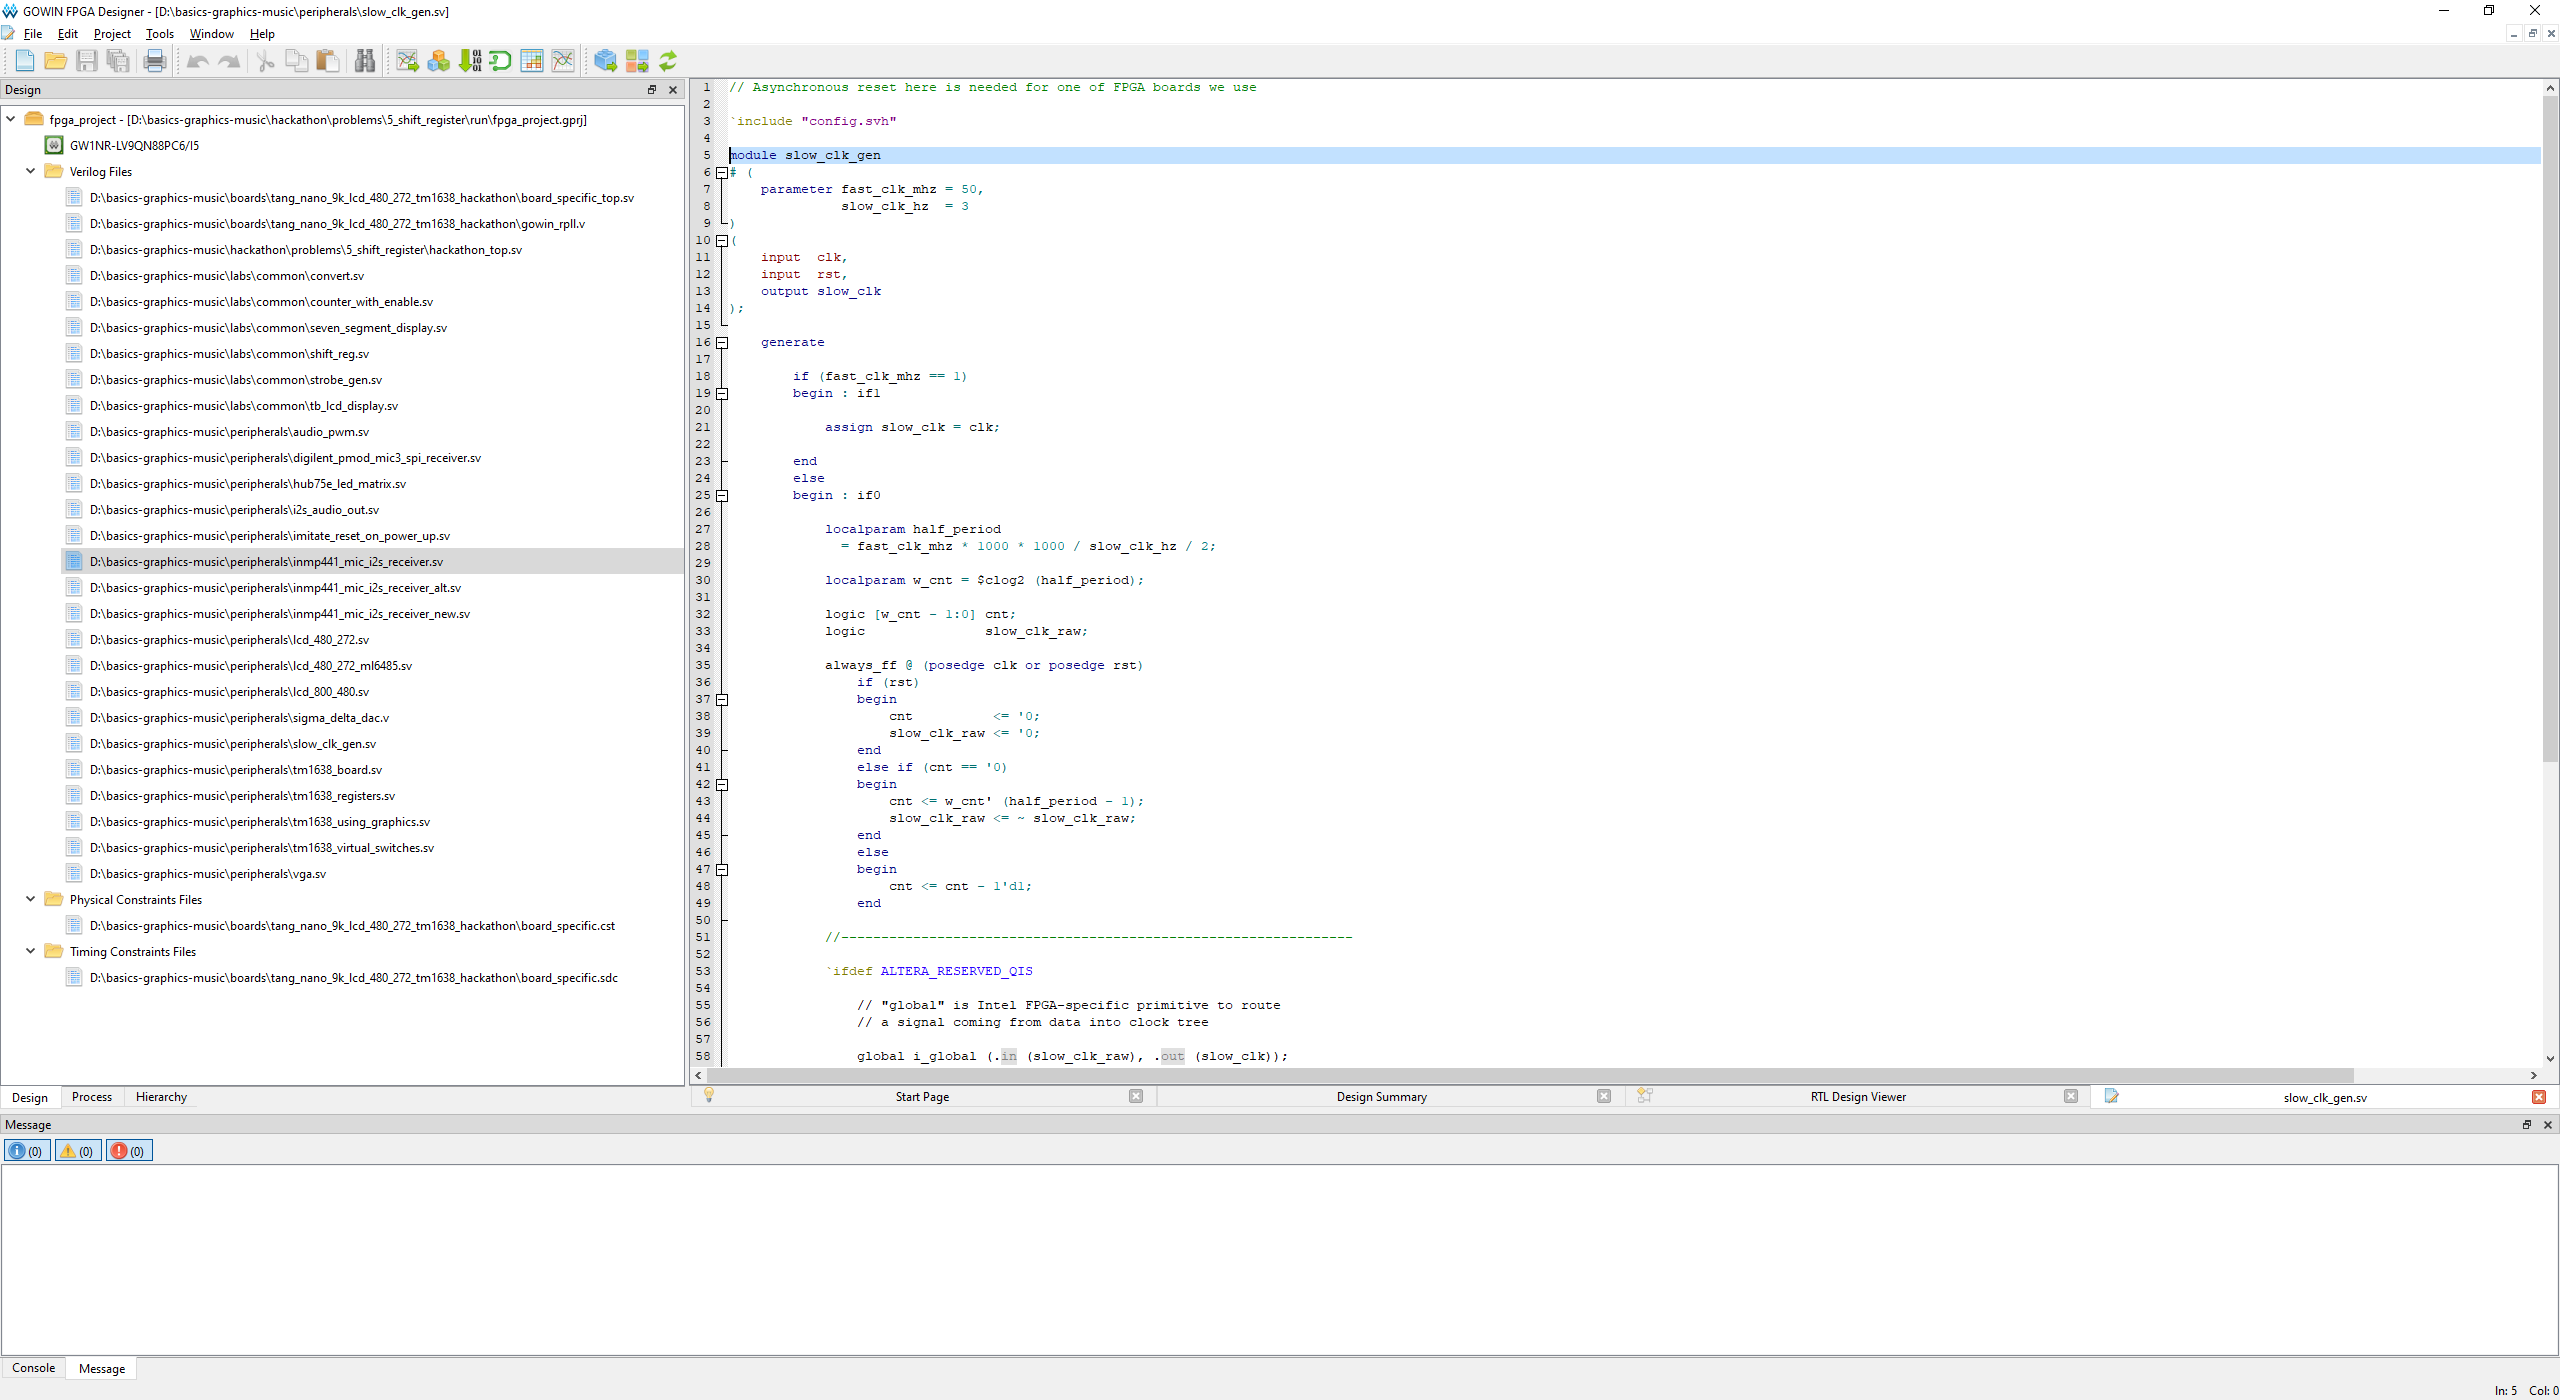 GOWIN FPGA Designer - [D:\basics-graphics-music\peripherals\slow_clk_gen.sv]
File Edit Project Tools Window Help
Design
fpga_project - [D:\basics-graphics-music\hackathon\problems\5_shift_register\run\fpga_project.gprj]
GW1NR-LV9QN88PC6/I5
Verilog Files
D:\basics-graphics-music\boards\tang_nano_9k_lcd_480_272_tm1638_hackathon\board_specific_top.sv
D:\basics-graphics-music\boards\tang_nano_9k_lcd_480_272_tm1638_hackathon\gowin_rpll.v
D:\basics-graphics-music\hackathon\problems\5_shift_register\hackathon_top.sv
D:\basics-graphics-music\labs\common\convert.sv
D:\basics-graphics-music\labs\common\counter_with_enable.sv
D:\basics-graphics-music\labs\common\seven_segment_display.sv
D:\basics-graphics-music\labs\common\shift_reg.sv
D:\basics-graphics-music\labs\common\strobe_gen.sv
D:\basics-graphics-music\labs\common\tb_lcd_display.sv
D:\basics-graphics-music\peripherals\audio_pwm.sv
D:\basics-graphics-music\peripherals\digilent_pmod_mic3_spi_receiver.sv
D:\basics-graphics-music\peripherals\hub75e_led_matrix.sv
D:\basics-graphics-music\peripherals\i2s_audio_out.sv
D:\basics-graphics-music\peripherals\imitate_reset_on_power_up.sv
D:\basics-graphics-music\peripherals\inmp441_mic_i2s_receiver.sv
D:\basics-graphics-music\peripherals\inmp441_mic_i2s_receiver_alt.sv
D:\basics-graphics-music\peripherals\inmp441_mic_i2s_receiver_new.sv
D:\basics-graphics-music\peripherals\lcd_480_272.sv
D:\basics-graphics-music\peripherals\lcd_480_272_ml6485.sv
D:\basics-graphics-music\peripherals\lcd_800_480.sv
D:\basics-graphics-music\peripherals\sigma_delta_dac.v
D:\basics-graphics-music\peripherals\slow_clk_gen.sv
D:\basics-graphics-music\peripherals\tm1638_board.sv
D:\basics-graphics-music\peripherals\tm1638_registers.sv
D:\basics-graphics-music\peripherals\tm1638_using_graphics.sv
D:\basics-graphics-music\peripherals\tm1638_virtual_switches.sv
D:\basics-graphics-music\peripherals\vga.sv
Physical Constraints Files
D:\basics-graphics-music\boards\tang_nano_9k_lcd_480_272_tm1638_hackathon\board_specific.cst
Timing Constraints Files
D:\basics-graphics-music\boards\tang_nano_9k_lcd_480_272_tm1638_hackathon\board_specific.sdc
Design Process Hierarchy
1 // Asynchronous reset here is needed for one of FPGA boards we use
2
3 `include "config.svh"
4
5 module slow_clk_gen
6 # (
7 parameter fast_clk_mhz = 50,
8 slow_clk_hz = 3
9 )
10 (
11 input clk,
12 input rst,
13 output slow_clk
14 );
15
16 generate
17
18 if (fast_clk_mhz == 1)
19 begin : if1
20
21 assign slow_clk = clk;
22
23 end
24 else
25 begin : if0
26
27 localparam half_period
28 = fast_clk_mhz * 1000 * 1000 / slow_clk_hz / 2;
29
30 localparam w_cnt = $clog2 (half_period);
31
32 logic [w_cnt - 1:0] cnt;
33 logic slow_clk_raw;
34
35 always_ff @ (posedge clk or posedge rst)
36 if (rst)
37 begin
38 cnt <= '0;
39 slow_clk_raw <= '0;
40 end
41 else if (cnt == '0)
42 begin
43 cnt <= w_cnt' (half_period - 1);
44 slow_clk_raw <= ~ slow_clk_raw;
45 end
46 else
47 begin
48 cnt <= cnt - 1'd1;
49 end
50
51 //----------------------------------------------------------------
52
53 `ifdef ALTERA_RESERVED_QIS
54
55 // "global" is Intel FPGA-specific primitive to route
56 // a signal coming from data into clock tree
57
58 global i_global (.in (slow_clk_raw), .out (slow_clk));
Start Page Design Summary RTL Design Viewer slow_clk_gen.sv
Message
(0) (0) (0)
Console Message
In: 5 Col: 0